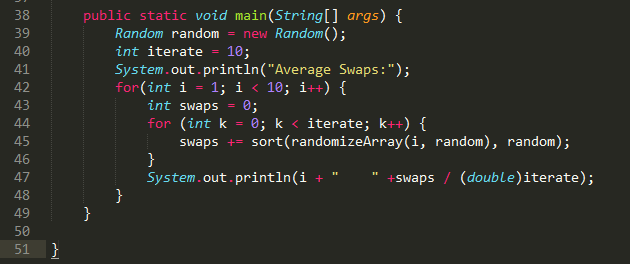 38 public static void main(String[] args) {
39 Random random = new Random();
40 int iterate = 10;
41 System.out.println("Average Swaps:");
42 for(int i = 1; i < 10; i++) {
43 int swaps = 0;
44 for (int k = 0; k < iterate; k++) {
45 swaps += sort(randomizeArray(i, random), random);
46 }
47 System.out.println(i + "    " +swaps / (double)iterate);
48 }
49 }
50
51 }